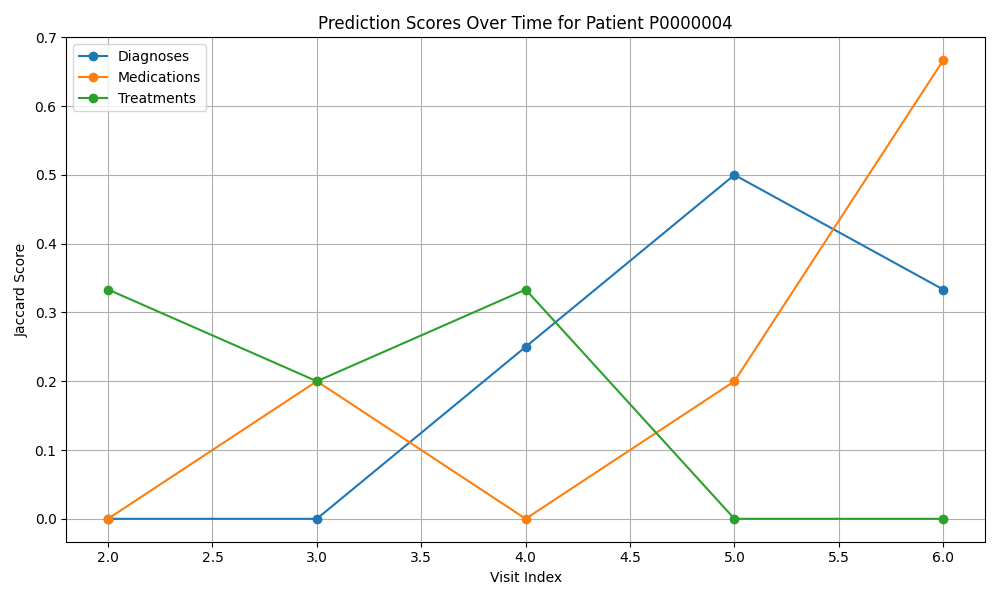 Prediction Scores Over Time for Patient P0000004
Diagnoses
Medications
Treatments
Jaccard Score
0.7
0.6
0.5
0.4
0.3
0.2
0.1
0.0
2.0 2.5 3.0 3.5 4.0 4.5 5.0 5.5 6.0
Visit Index